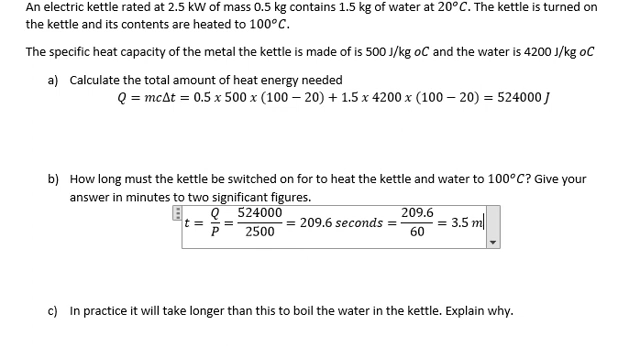 An electric kettle rated at 2.5 kW of mass 0.5 kg contains 1.5 kg of water at 20°C. The kettle is turned on
the kettle and its contents are heated to 100°C.
The specific heat capacity of the metal the kettle is made of is 500 J/kg oC and the water is 4200 J/kg oC
a) Calculate the total amount of heat energy needed
Q = mcΔt = 0.5 x 500 x (100 − 20) + 1.5 x 4200 x (100 − 20) = 524000 J
b) How long must the kettle be switched on for to heat the kettle and water to 100°C? Give your
answer in minutes to two significant figures.
t = Q/P = 524000/2500 = 209.6 seconds = 209.6/60 = 3.5 m
c) In practice it will take longer than this to boil the water in the kettle. Explain why.